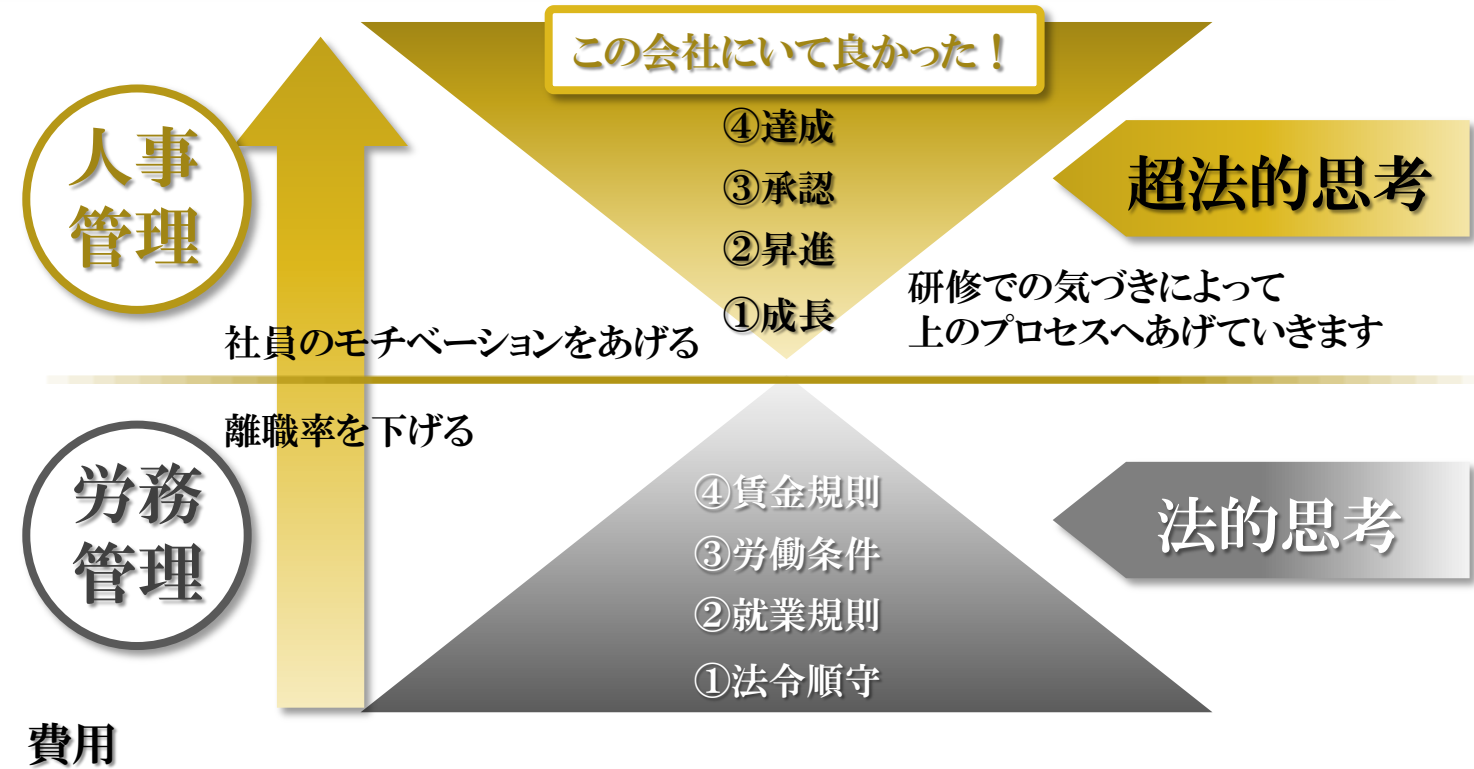 この会社にいて良かった！
人事
管理
④達成
③承認
②昇進
①成長
超法的思考
研修での気づきによって
上のプロセスへあげていきます
社員のモチベーションをあげる
離職率を下げる
労務
管理
④賃金規則
③労働条件
②就業規則
①法令順守
法的思考
費用